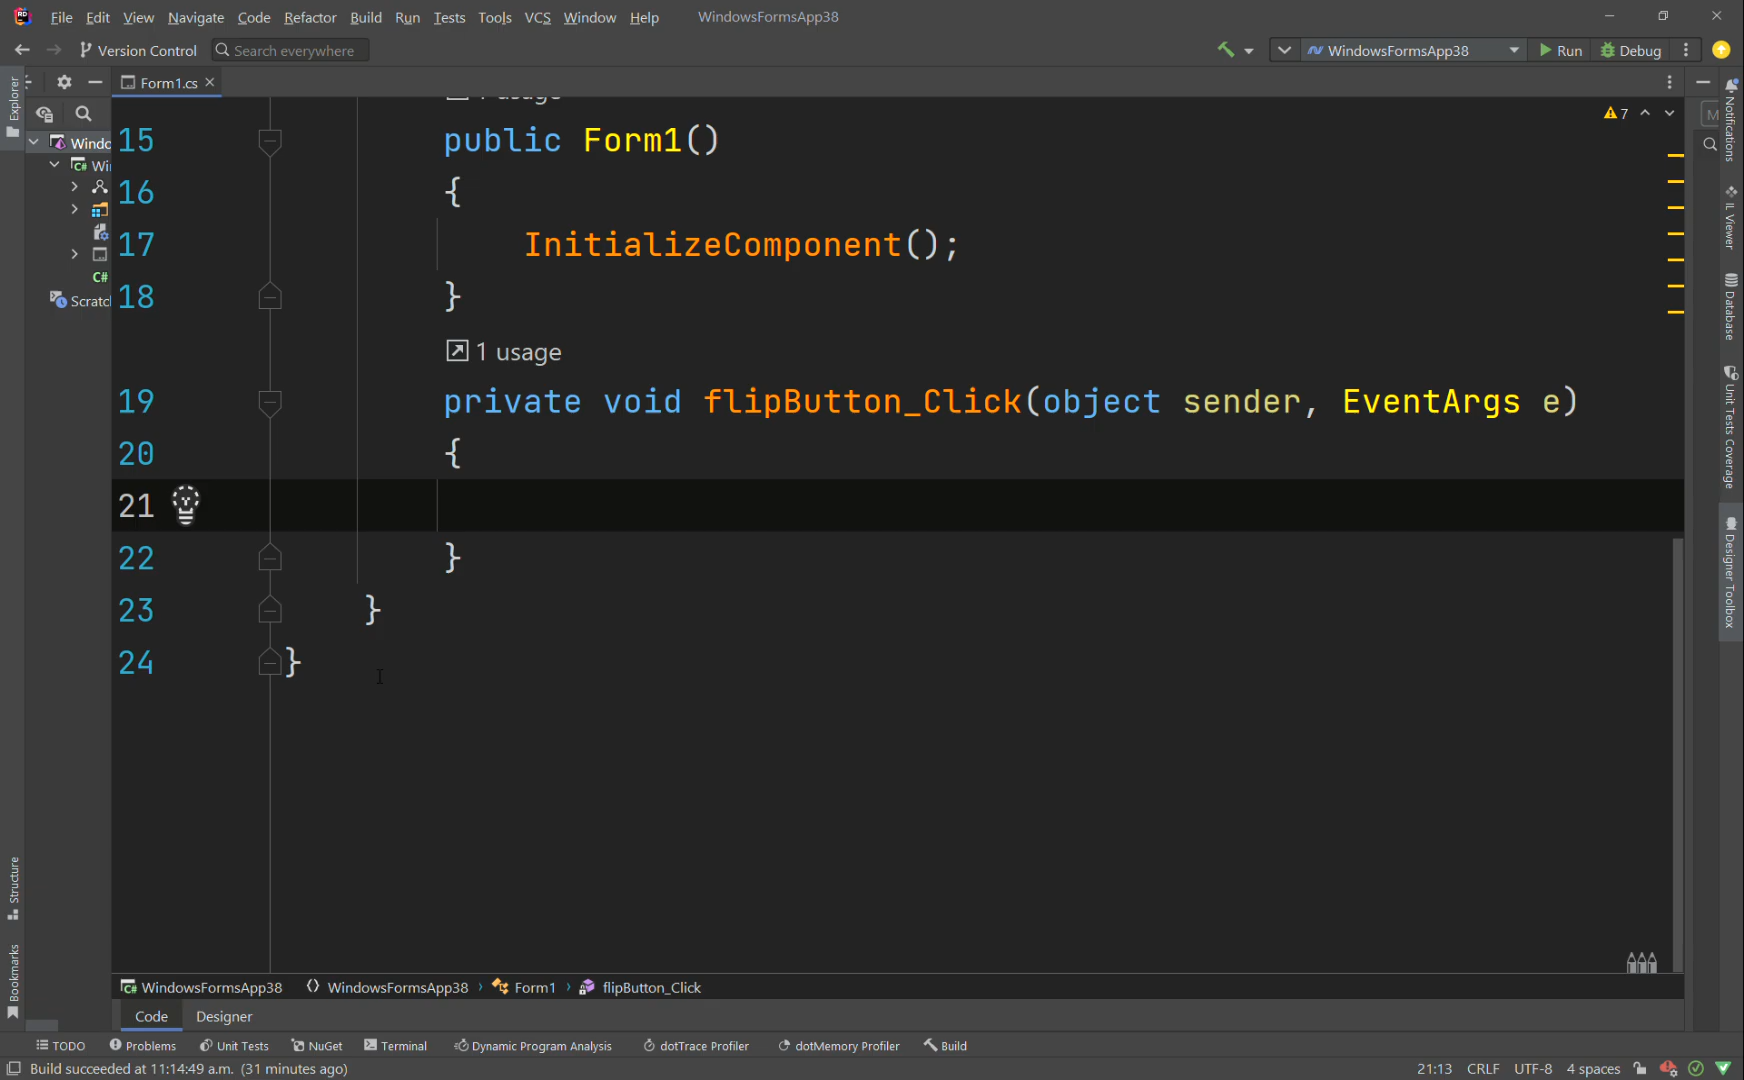 RD File Edit View Navigate Code Refactor Build Run Tests Tools VCS Window Help WindowsFormsApp38
Version Control Search everywhere WindowsFormsApp38 Run Debug
Explorer
Form1.cs
7
Notifications
IL Viewer
Database
Unit Tests Coverage
Designer Toolbox
M
Windo
C# Wi
C#
Scratc
15 public Form1()
16 {
17 InitializeComponent();
18 }
1 usage
19 private void flipButton_Click(object sender, EventArgs e)
20 {
21
22 }
23 }
24 }
Structure
Bookmarks
C# WindowsFormsApp38 WindowsFormsApp38 › Form1 › flipButton_Click
Code Designer
TODO Problems Unit Tests NuGet Terminal Dynamic Program Analysis dotTrace Profiler dotMemory Profiler Build
Build succeeded at 11:14:49 a.m. (31 minutes ago) 21:13 CRLF UTF-8 4 spaces